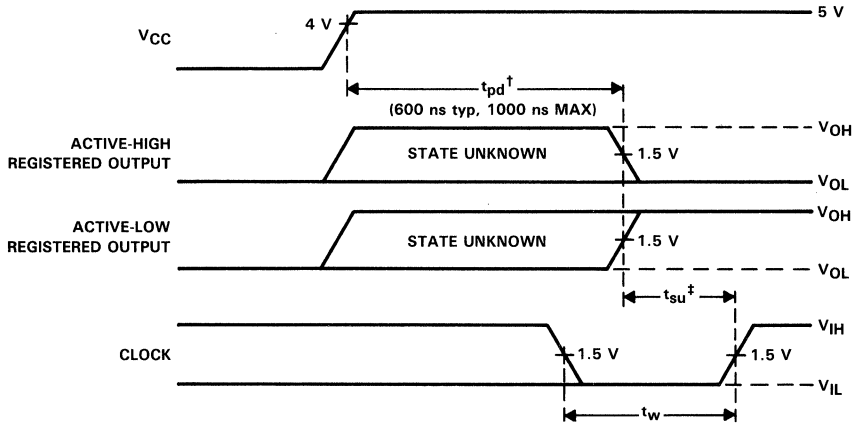 5 V
4 V
VCC
tpd†
(600 ns typ, 1000 ns MAX)
VOH
ACTIVE-HIGH
REGISTERED OUTPUT
STATE UNKNOWN
1.5 V
VOL
VOH
ACTIVE-LOW
REGISTERED OUTPUT
STATE UNKNOWN
1.5 V
VOL
tsu‡
VIH
CLOCK
1.5 V
1.5 V
VIL
tw